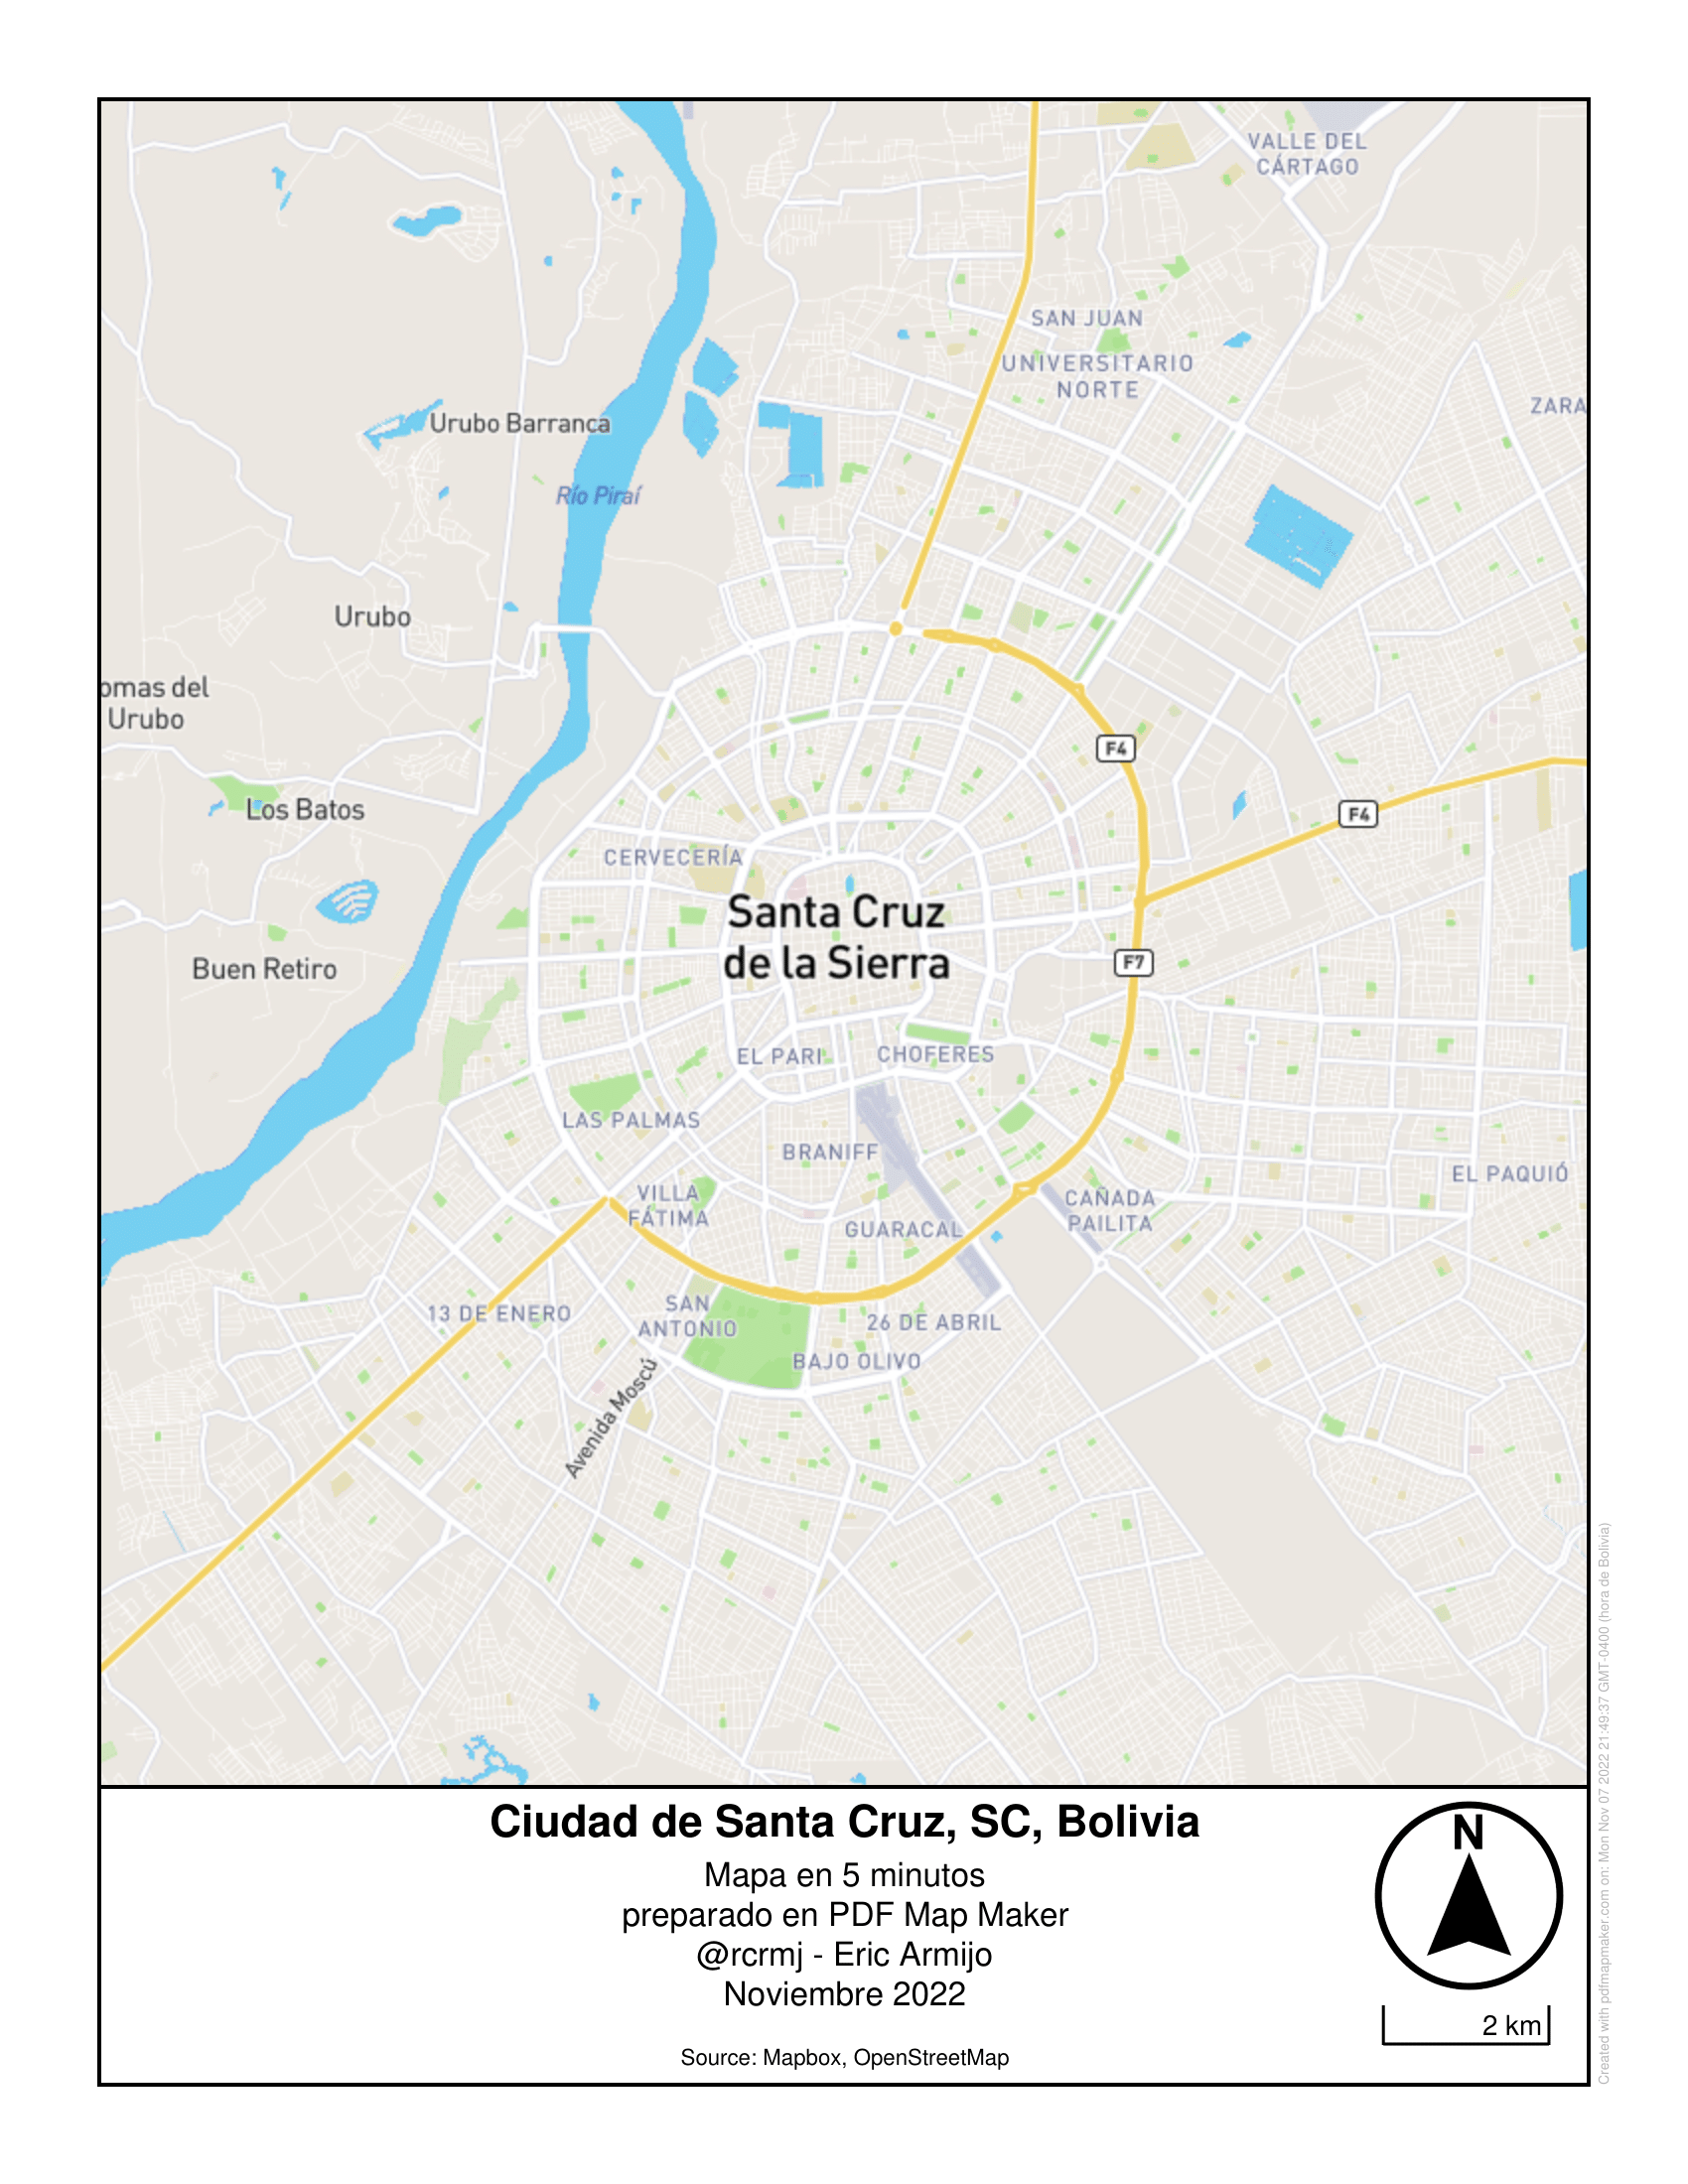 VALLE DEL
CÁRTAGO
SAN JUAN
UNIVERSITARIO
NORTE
ZARA
Urubo Barranca
Río Piraí
Urubo
omas del
Urubo
F4
F4
Los Batos
CERVECERÍA
Santa Cruz
de la Sierra
F7
Buen Retiro
EL PARI
CHOFERES
LAS PALMAS
BRANIFF
EL PAQUIÓ
VILLA
FÁTIMA
CAÑADA
PAILITA
GUARACAL
13 DE ENERO
SAN
ANTONIO
26 DE ABRIL
BAJO OLIVO
Avenida Moscú
Ciudad de Santa Cruz, SC, Bolivia
Mapa en 5 minutos
preparado en PDF Map Maker
@rcrmj - Eric Armijo
Noviembre 2022
Source: Mapbox, OpenStreetMap
N
2 km
Created with pdfmapmaker.com on: Mon Nov 07 2022 21:49:37 GMT-0400 (hora de Bolivia)